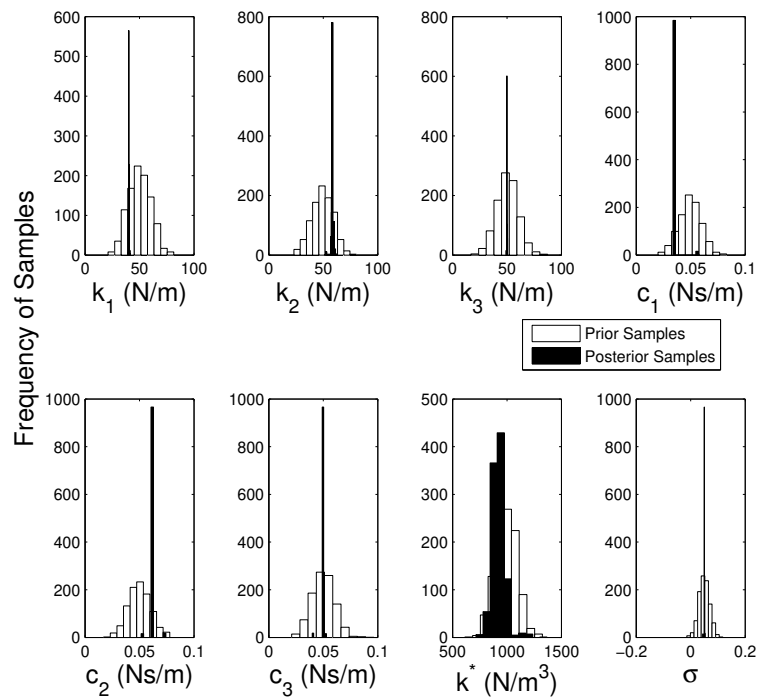 Frequency of Samples
600
500
400
300
200
100
0
0 50 100
k1 (N/m)
800
600
400
200
0
0 50 100
k2 (N/m)
800
600
400
200
0
0 50 100
k3 (N/m)
1000
800
600
400
200
0
0 0.05 0.1
c1 (Ns/m)
Prior Samples
Posterior Samples
1000
800
600
400
200
0
0 0.05 0.1
c2 (Ns/m)
1000
800
600
400
200
0
0 0.05 0.1
c3 (Ns/m)
500
400
300
200
100
0
500 1000 1500
k* (N/m³)
1000
800
600
400
200
0
−0.2 0 0.2
σ